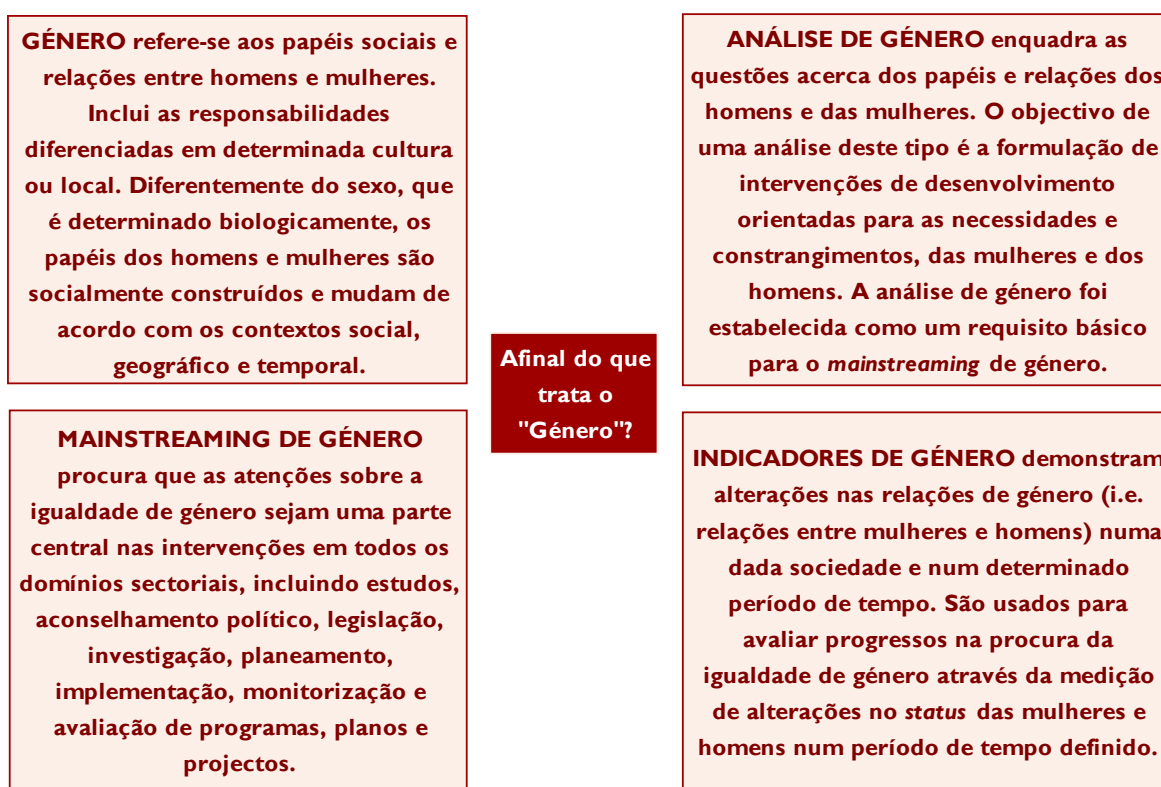 GÉNERO refere-se aos papéis sociais e
relações entre homens e mulheres.
Inclui as responsabilidades
diferenciadas em determinada cultura
ou local. Diferentemente do sexo, que
é determinado biologicamente, os
papéis dos homens e mulheres são
socialmente construídos e mudam de
acordo com os contextos social,
geográfico e temporal.
ANÁLISE DE GÉNERO enquadra as
questões acerca dos papéis e relações dos
homens e das mulheres. O objectivo de
uma análise deste tipo é a formulação de
intervenções de desenvolvimento
orientadas para as necessidades e
constrangimentos, das mulheres e dos
homens. A análise de género foi
estabelecida como um requisito básico
para o mainstreaming de género.
Afinal do que
trata o
"Género"?
MAINSTREAMING DE GÉNERO
procura que as atenções sobre a
igualdade de género sejam uma parte
central nas intervenções em todos os
domínios sectoriais, incluindo estudos,
aconselhamento político, legislação,
investigação, planeamento,
implementação, monitorização e
avaliação de programas, planos e
projectos.
INDICADORES DE GÉNERO demonstram
alterações nas relações de género (i.e.
relações entre mulheres e homens) numa
dada sociedade e num determinado
período de tempo. São usados para
avaliar progressos na procura da
igualdade de género através da medição
de alterações no status das mulheres e
homens num período de tempo definido.